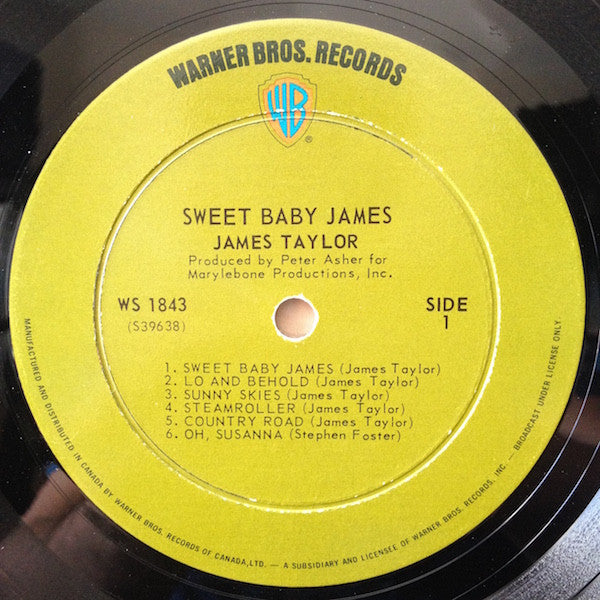 WARNER BROS. RECORDS
WB
®
SWEET BABY JAMES
JAMES TAYLOR
Produced by Peter Asher for
Marylebone Productions, Inc.
WS 1843
(S39638)
SIDE
1
1. SWEET BABY JAMES (James Taylor)
2. LO AND BEHOLD (James Taylor)
3. SUNNY SKIES (James Taylor)
4. STEAMROLLER (James Taylor)
5. COUNTRY ROAD (James Taylor)
6. OH, SUSANNA (Stephen Foster)
MANUFACTURED AND DISTRIBUTED IN CANADA BY WARNER BROS. RECORDS OF CANADA, LTD. — A SUBSIDIARY AND LICENSEE OF WARNER BROS. RECORDS, INC. — BROADCAST UNDER LICENSE ONLY.